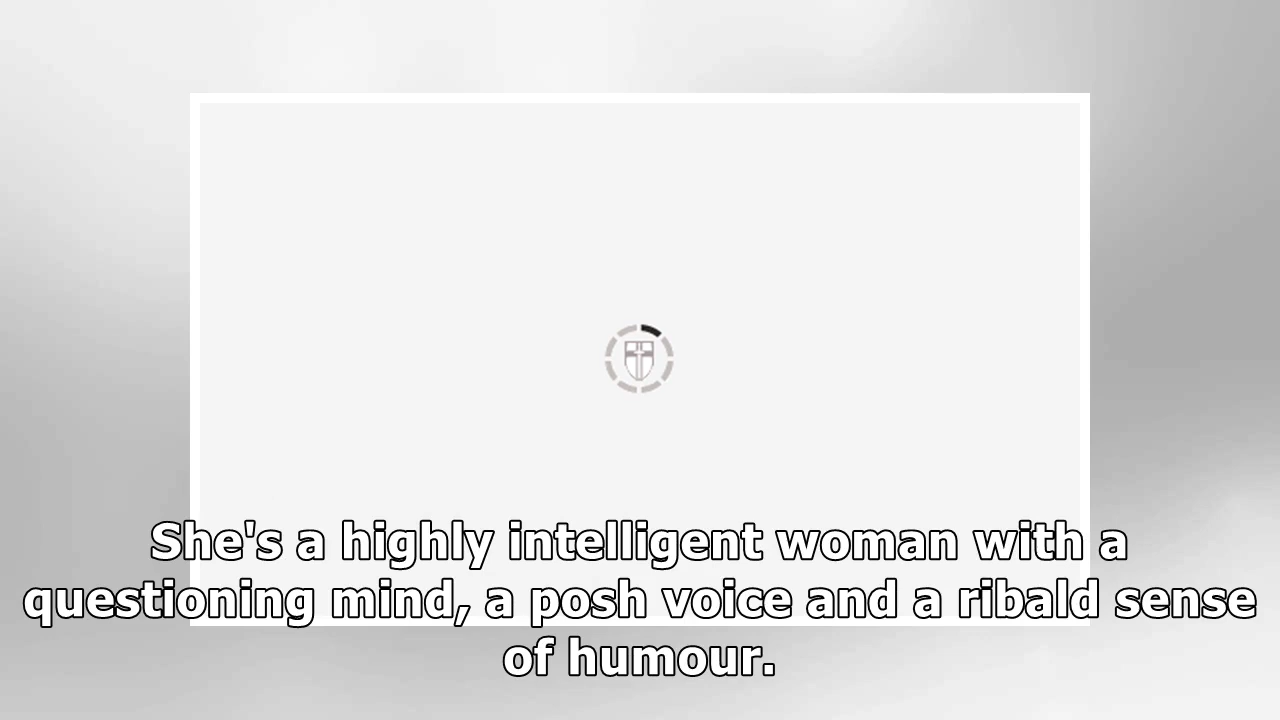 She's a highly intelligent woman with a
questioning mind, a posh voice and a ribald sense
of humour.